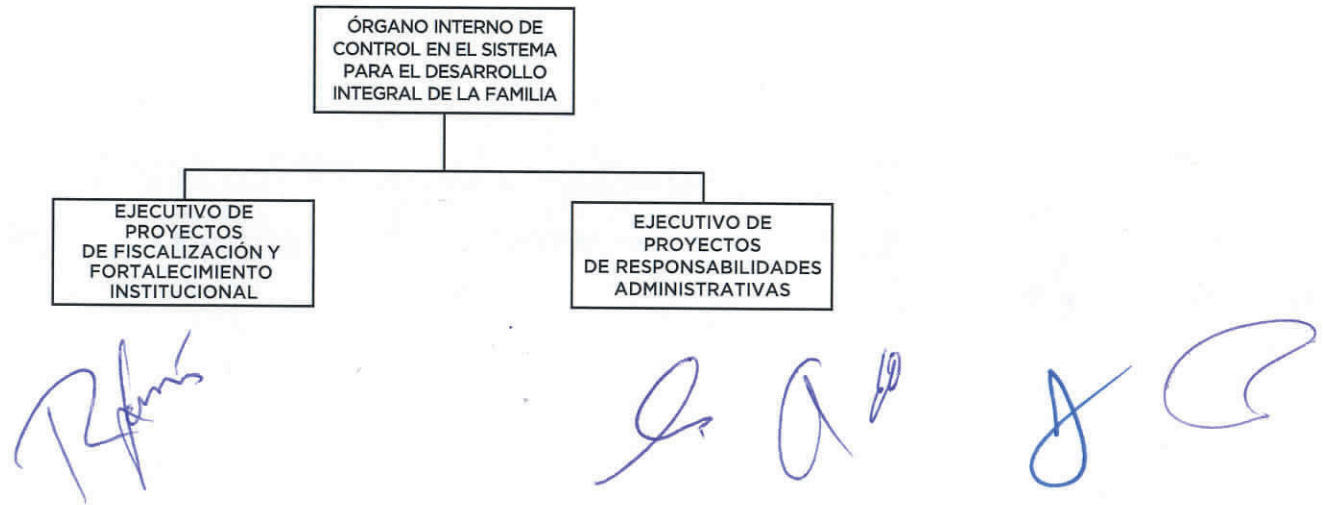 ÓRGANO INTERNO DE
CONTROL EN EL SISTEMA
PARA EL DESARROLLO
INTEGRAL DE LA FAMILIA
EJECUTIVO DE
PROYECTOS
DE FISCALIZACIÓN Y
FORTALECIMIENTO
INSTITUCIONAL
EJECUTIVO DE
PROYECTOS
DE RESPONSABILIDADES
ADMINISTRATIVAS